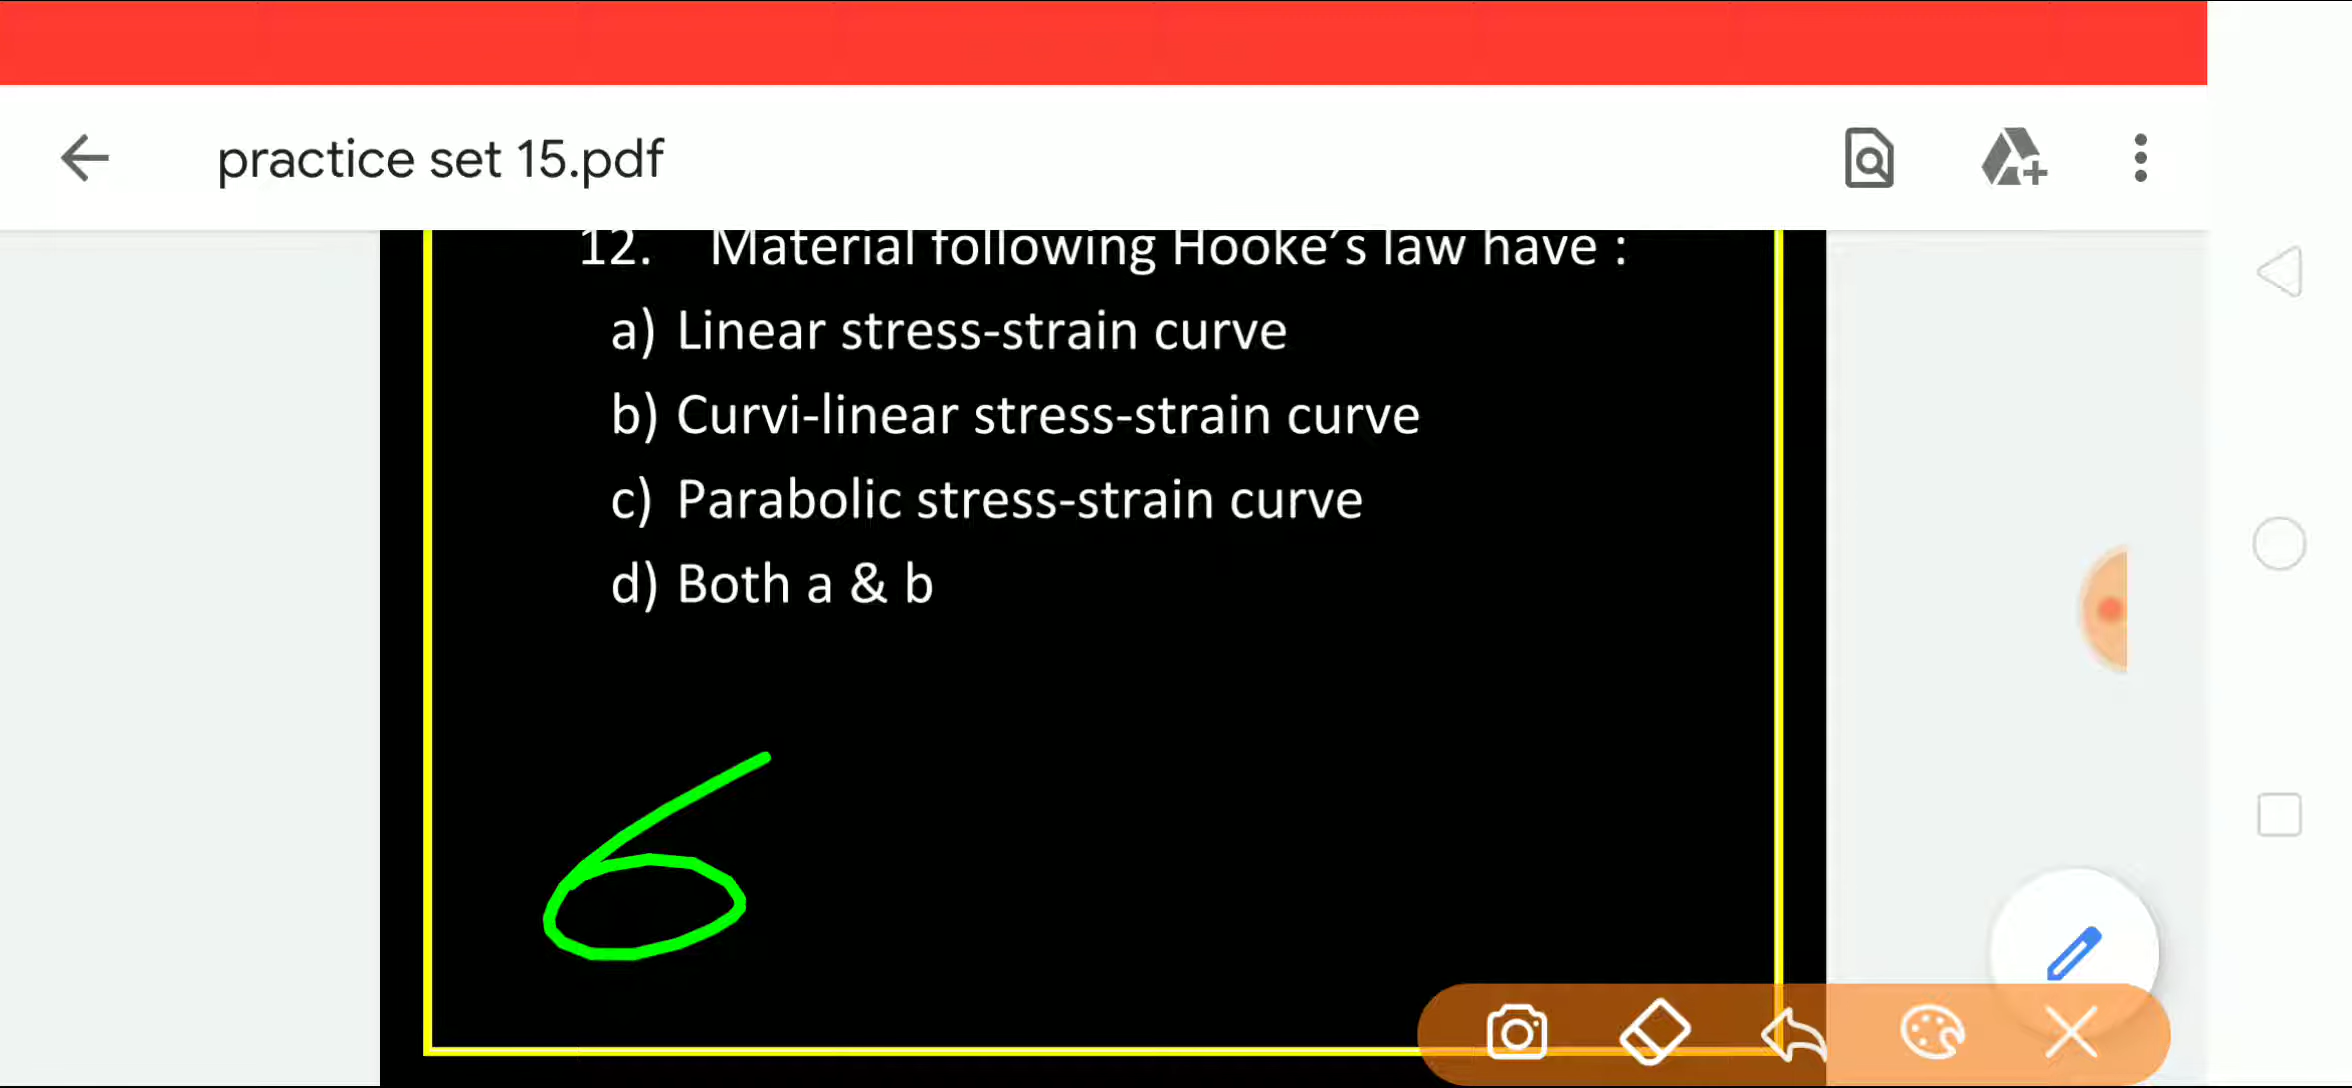 practice set 15.pdf
12. Material following Hooke's law have :
a) Linear stress-strain curve
b) Curvi-linear stress-strain curve
c) Parabolic stress-strain curve
d) Both a & b
6